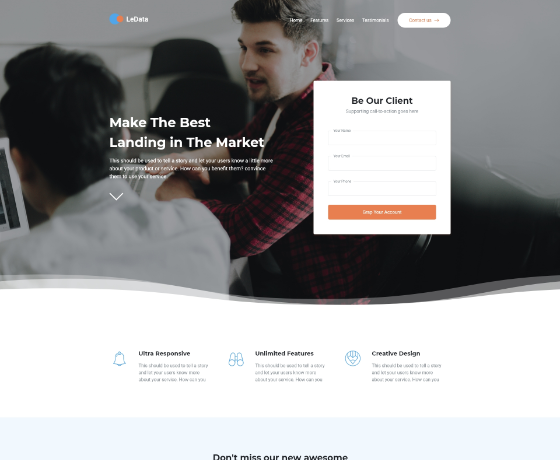 LeData
Home Features Services Testimonials Contact us
Make The Best
Landing in The Market
This should be used to tell a story and let your users know a little more
about your product or service. How can you benefit them? convince
them to use your service.
Be Our Client
Supporting call-to-action goes here
Your Name
Your Email
Your Phone
Your Account
Ultra Responsive
This should be used to tell a story
and let your users know more
about your service. How can you
Unlimited Features
This should be used to tell a story
and let your users know more
about your service. How can you
Creative Design
This should be used to tell a story
and let your users know more
about your service. How can you
Don't miss our new awesome